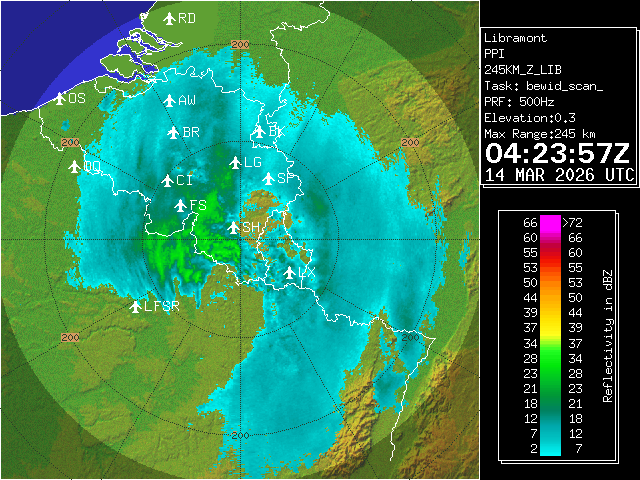 Libramont
PPI
245KM_Z_LIB
Task: bewid_scan_
PRF: 500Hz
Elevation:0.3
Max Range:245 km
04:23:57Z
14 MAR 2026 UTC
RD
200
OS
AW
BR
200
200
LG
CI
SP
FS
SH
LX
LFSR
200
200
200
66 >72
60 66
55 60
53 55
50 53
44 50
39 44
37 39
34 37
28 34
23 28
21 23
18 21
12 18
7 12
2 7
Reflectivity in dBZ